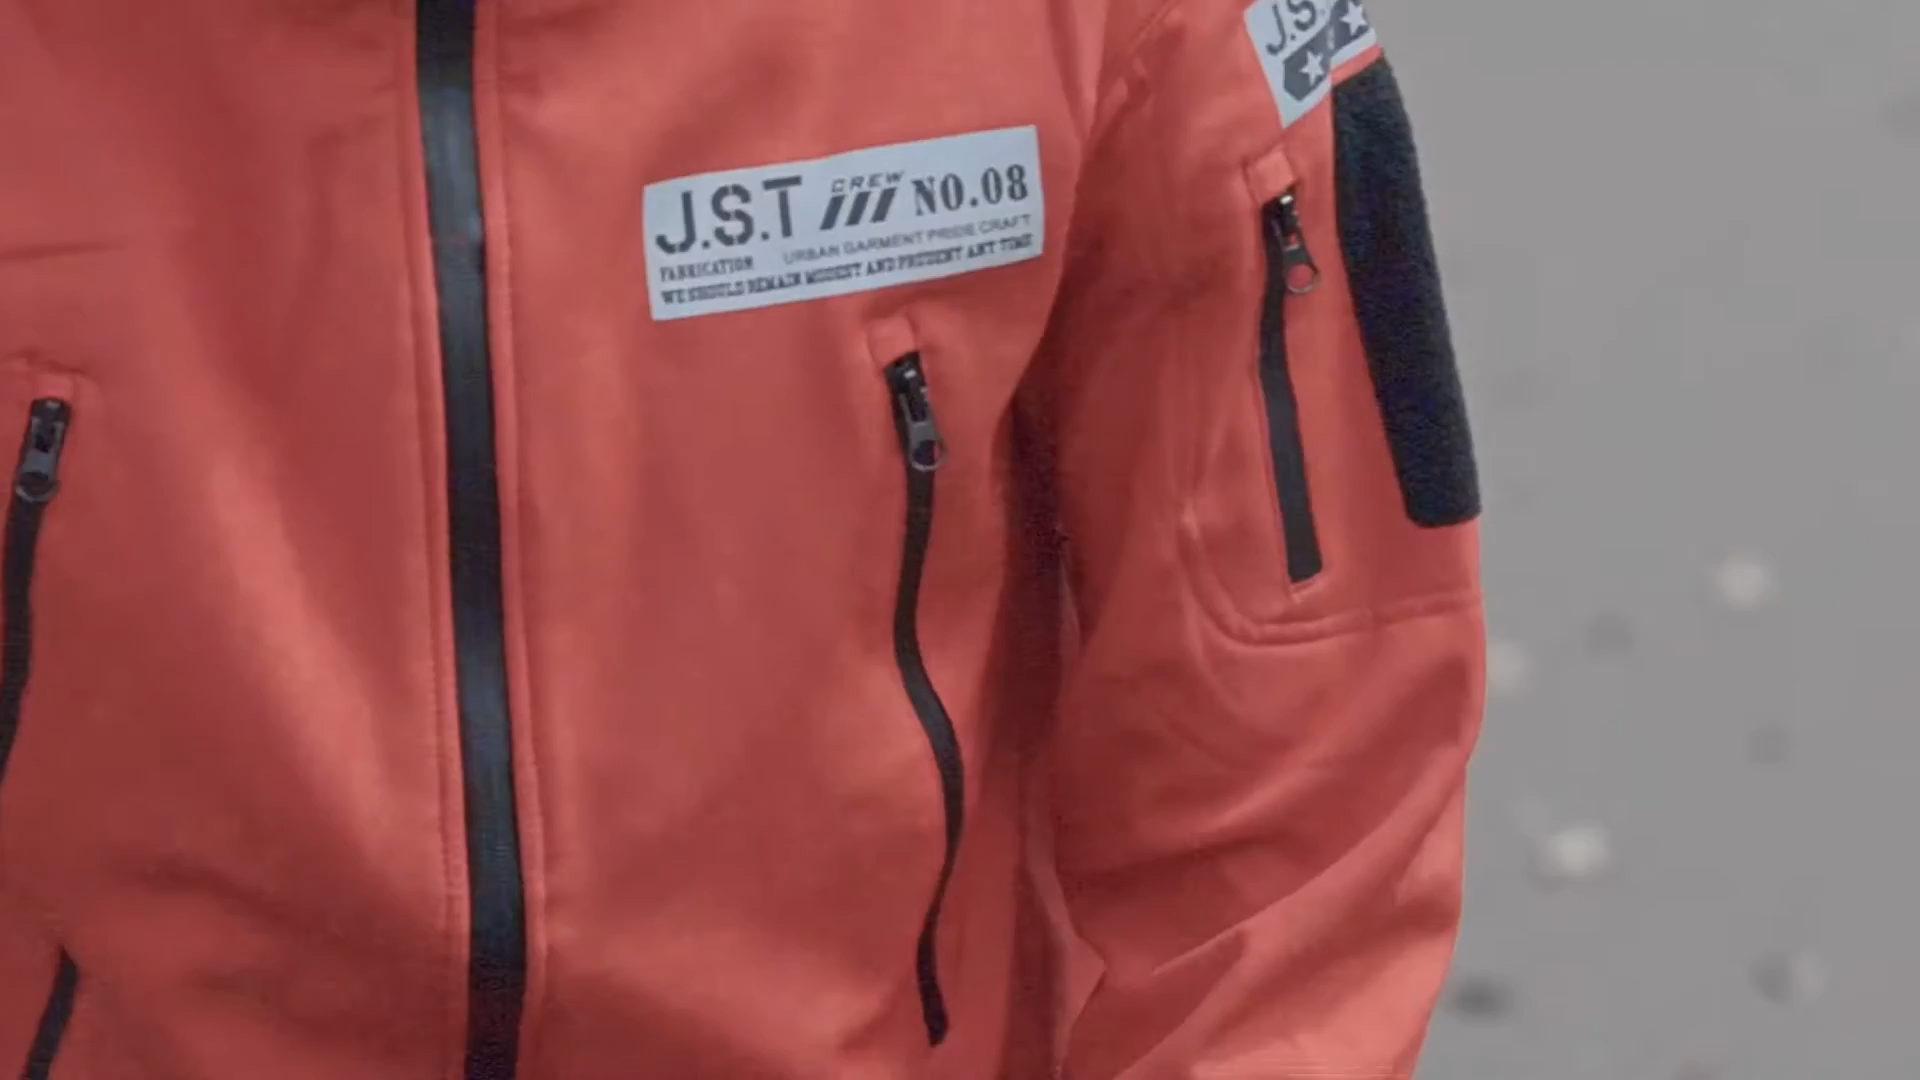 J.S.T CREW NO.08
FABRICATION URBAN GARMENT PRIDE CRAFT
WE SHOULD REMAIN MODEST AND PRUDENT ANY TIME
J.S.